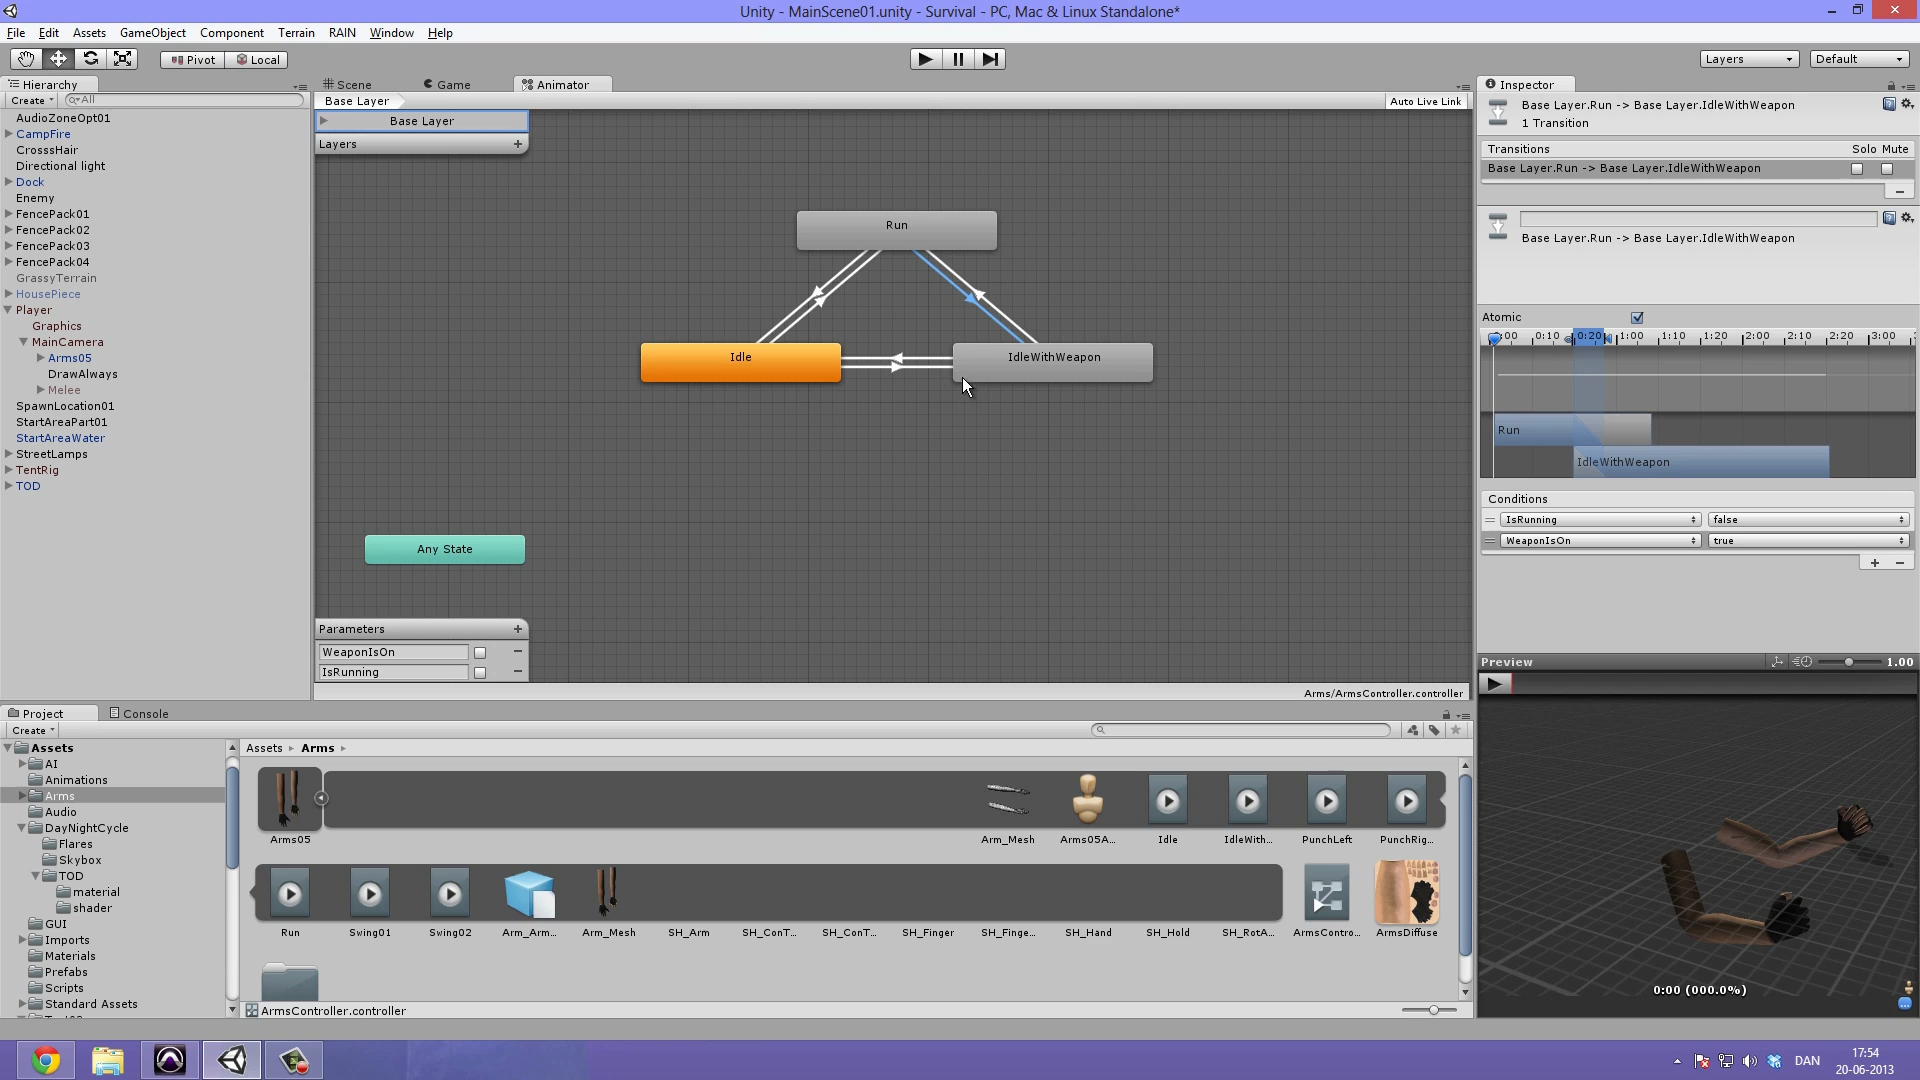 Unity - MainScene01.unity - Survival - PC, Mac & Linux Standalone*
File Edit Assets GameObject Component Terrain RAIN Window Help
Pivot Local Layers Default
Hierarchy
Create All
AudioZoneOpt01
CampFire
CrosssHair
Directional light
Dock
Enemy
FencePack01
FencePack02
FencePack03
FencePack04
GrassyTerrain
HousePiece
Player
Graphics
MainCamera
Arms05
DrawAlways
Melee
SpawnLocation01
StartAreaPart01
StartAreaWater
StreetLamps
TentRig
TOD
Scene Game Animator
Base Layer Auto Live Link
Base Layer
Layers +
Run
Idle
IdleWithWeapon
Any State
Parameters +
WeaponIsOn
IsRunning
Arms/ArmsController.controller
Inspector
Base Layer.Run -> Base Layer.IdleWithWeapon
1 Transition
Transitions Solo Mute
Base Layer.Run -> Base Layer.IdleWithWeapon
Base Layer.Run -> Base Layer.IdleWithWeapon
Atomic
0:10 0:20 1:00 1:10 1:20 2:00 2:10 2:20 3:00
Run
IdleWithWeapon
Conditions
IsRunning false
WeaponIsOn true
+ −
Preview 1.00
0:00 (000.0%)
Project Console
Create
Assets
AI
Animations
Arms
Audio
DayNightCycle
Flares
Skybox
TOD
material
shader
GUI
Imports
Materials
Prefabs
Scripts
Standard Assets
Assets Arms
Arms05 Arm_Mesh Arms05A... Idle IdleWith... PunchLeft PunchRig...
Run Swing01 Swing02 Arm_Arm... Arm_Mesh SH_Arm SH_ConT... SH_ConT... SH_Finger SH_Finge... SH_Hand SH_Hold SH_RotA... ArmsContro... ArmsDiffuse
ArmsController.controller
DAN
17:54
20-06-2013